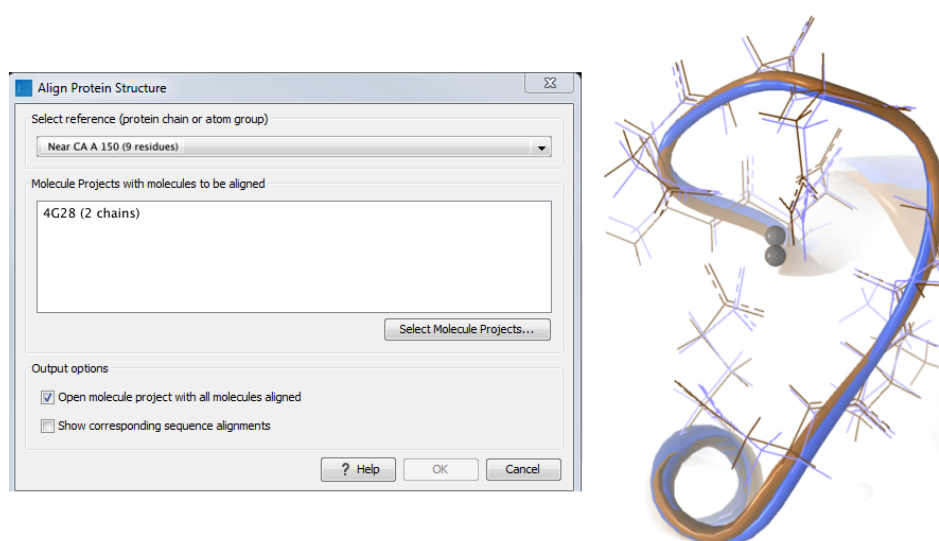 Align Protein Structure
Select reference (protein chain or atom group)
Near CA A 150 (9 residues)
Molecule Projects with molecules to be aligned
4G28 (2 chains)
Select Molecule Projects...
Output options
Open molecule project with all molecules aligned
Show corresponding sequence alignments
? Help
OK
Cancel